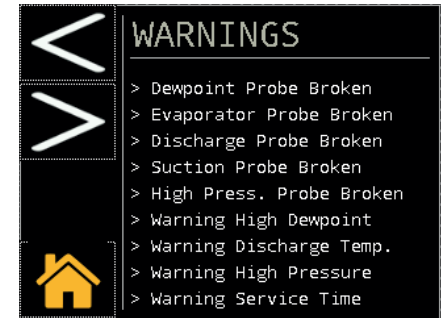 WARNINGS
> Dewpoint Probe Broken
> Evaporator Probe Broken
> Discharge Probe Broken
> Suction Probe Broken
> High Press. Probe Broken
> Warning High Dewpoint
> Warning Discharge Temp.
> Warning High Pressure
> Warning Service Time